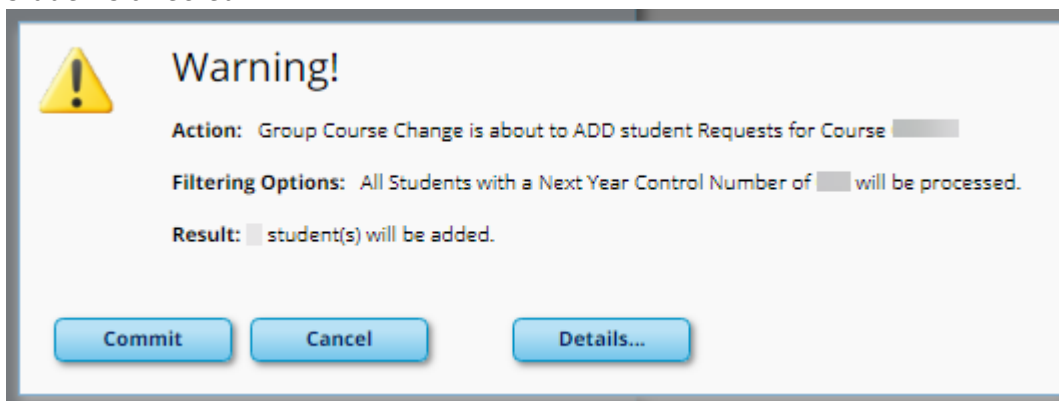 Warning!
Action: Group Course Change is about to ADD student Requests for Course
Filtering Options: All Students with a Next Year Control Number of will be processed.
Result: student(s) will be added.
Commit Cancel Details...